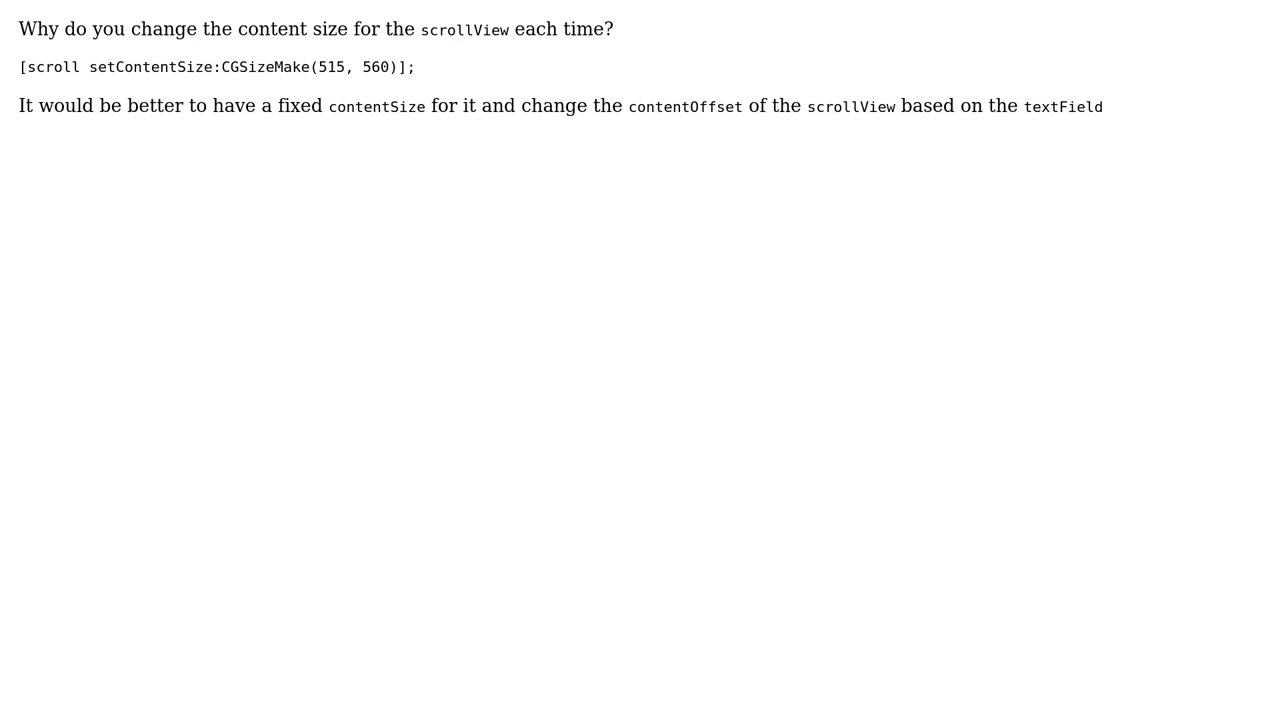 Why do you change the content size for the scrollView each time?
[scroll setContentSize:CGSizeMake(515, 560)];
It would be better to have a fixed contentSize for it and change the contentOffset of the scrollView based on the textField